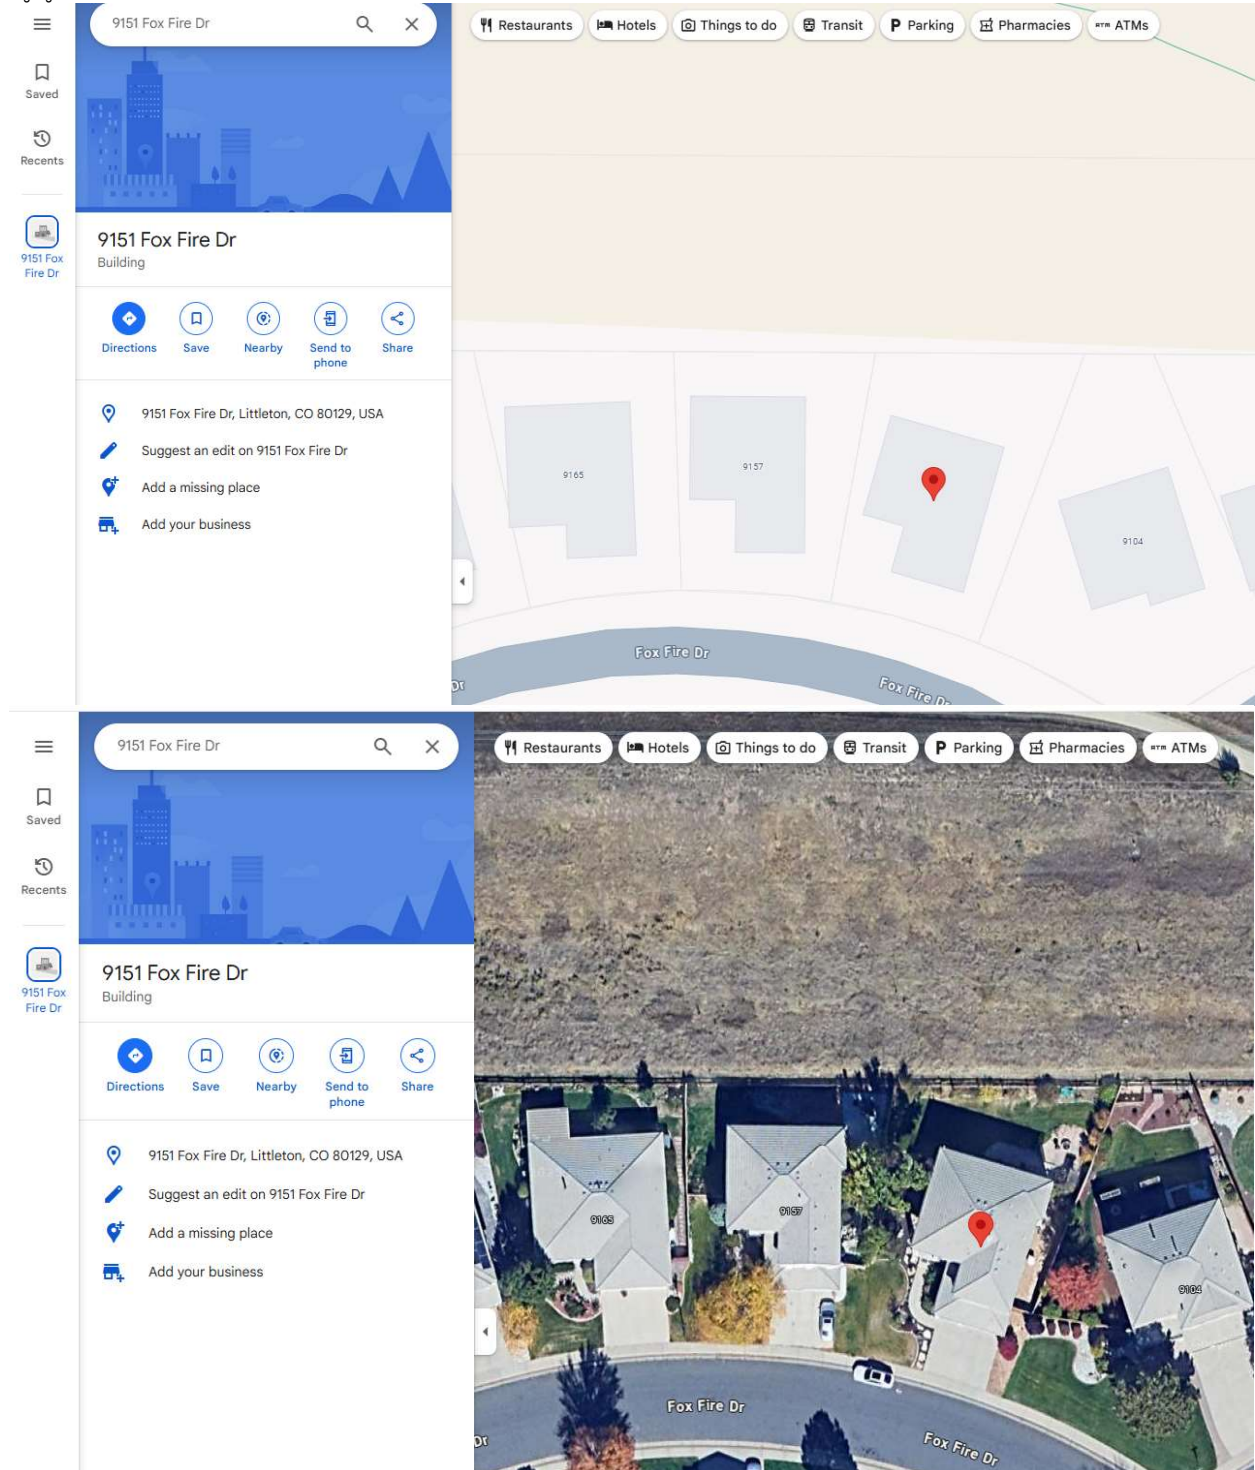 9151 Fox Fire Dr
Restaurants
Hotels
Things to do
Transit
P Parking
Pharmacies
ATM ATMs
Saved
Recents
9151 Fox
Fire Dr
9151 Fox Fire Dr
Building
Directions
Save
Nearby
Send to
phone
Share
9151 Fox Fire Dr, Littleton, CO 80129, USA
Suggest an edit on 9151 Fox Fire Dr
Add a missing place
Add your business
9165
9157
9104
Fox Fire Dr
Fox Fire Dr
Dr
9151 Fox Fire Dr
Restaurants
Hotels
Things to do
Transit
P Parking
Pharmacies
ATM ATMs
Saved
Recents
9151 Fox
Fire Dr
9151 Fox Fire Dr
Building
Directions
Save
Nearby
Send to
phone
Share
9151 Fox Fire Dr, Littleton, CO 80129, USA
Suggest an edit on 9151 Fox Fire Dr
Add a missing place
Add your business
9165
9157
9104
Fox Fire Dr
Fox Fire Dr
Dr